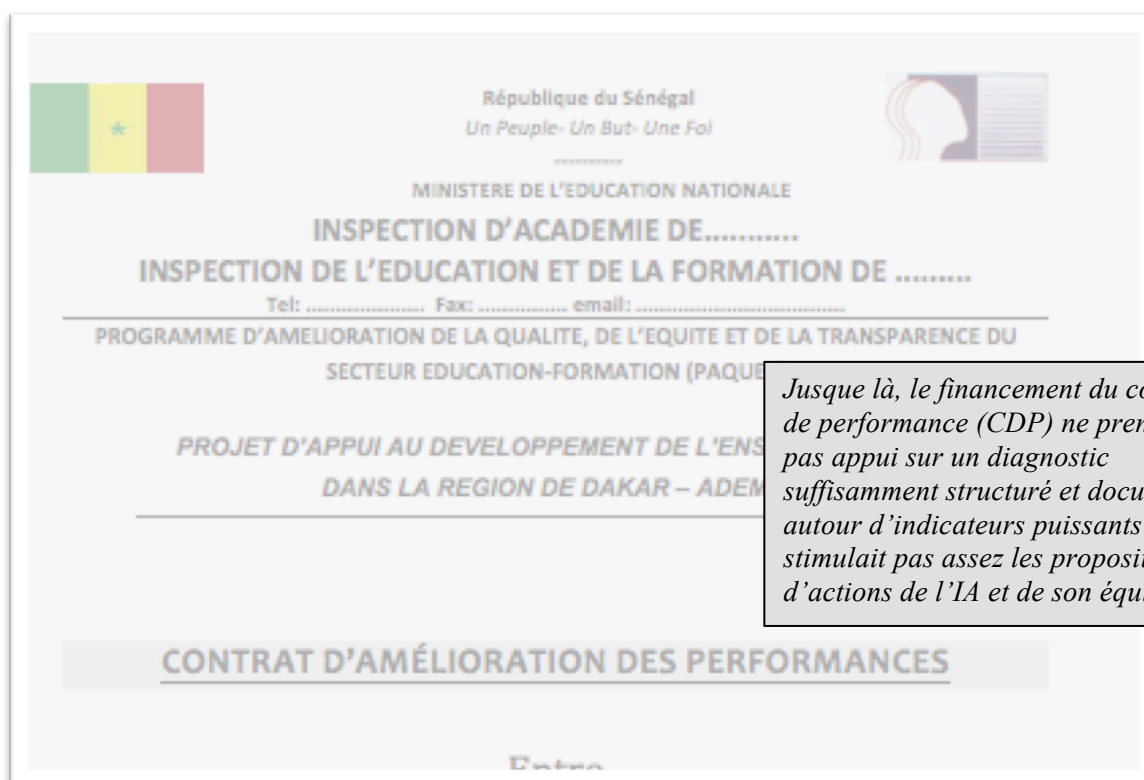 République du Sénégal
Un Peuple- Un But- Une Foi
----------
MINISTERE DE L'EDUCATION NATIONALE
INSPECTION D'ACADEMIE DE...........
INSPECTION DE L'EDUCATION ET DE LA FORMATION DE .........
Tel: ..................... Fax: ................ email: .....................................
PROGRAMME D'AMELIORATION DE LA QUALITE, DE L'EQUITE ET DE LA TRANSPARENCE DU
SECTEUR EDUCATION-FORMATION (PAQUE
PROJET D'APPUI AU DEVELOPPEMENT DE L'ENS
DANS LA REGION DE DAKAR – ADEM
Jusque là, le financement du co
de performance (CDP) ne pren
pas appui sur un diagnostic
suffisamment structuré et docu
autour d'indicateurs puissants
stimulait pas assez les proposit
d'actions de l'IA et de son équ
CONTRAT D'AMÉLIORATION DES PERFORMANCES
Entre